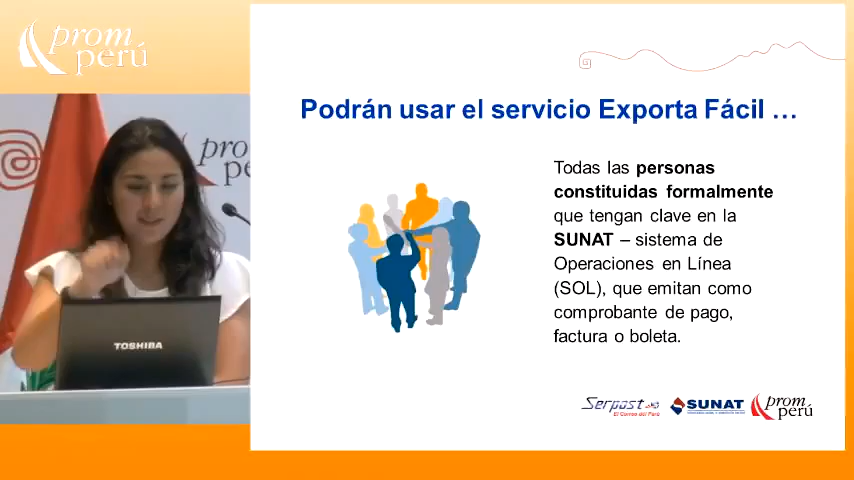 prom
perú
prom
pe
TOSHIBA
Podrán usar el servicio Exporta Fácil …
Todas las personas
constituidas formalmente
que tengan clave en la
SUNAT – sistema de
Operaciones en Línea
(SOL), que emitan como
comprobante de pago,
factura o boleta.
Serpost
El Correo del Perú
SUNAT
prom
perú